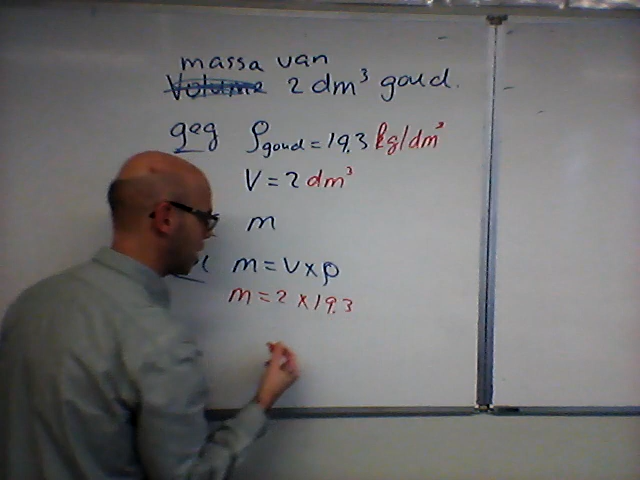 massa van
Volume 2 dm³ goud.
geg ρgoud = 19.3 kg/dm³
V = 2 dm³
m
m = V × ρ
m = 2 × 19.3